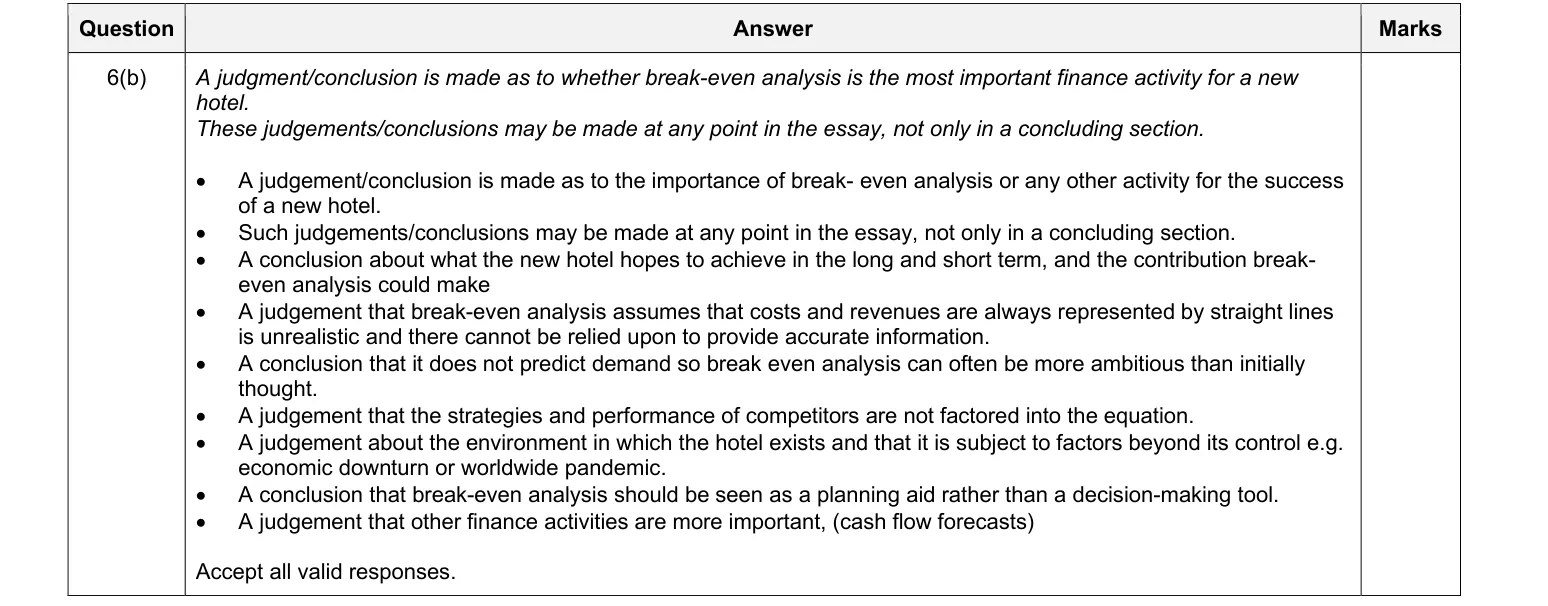 Question Answer Marks
6(b) A judgment/conclusion is made as to whether break-even analysis is the most important finance activity for a new
hotel.
These judgements/conclusions may be made at any point in the essay, not only in a concluding section.
• A judgement/conclusion is made as to the importance of break- even analysis or any other activity for the success
of a new hotel.
• Such judgements/conclusions may be made at any point in the essay, not only in a concluding section.
• A conclusion about what the new hotel hopes to achieve in the long and short term, and the contribution break-
even analysis could make
• A judgement that break-even analysis assumes that costs and revenues are always represented by straight lines
is unrealistic and there cannot be relied upon to provide accurate information.
• A conclusion that it does not predict demand so break even analysis can often be more ambitious than initially
thought.
• A judgement that the strategies and performance of competitors are not factored into the equation.
• A judgement about the environment in which the hotel exists and that it is subject to factors beyond its control e.g.
economic downturn or worldwide pandemic.
• A conclusion that break-even analysis should be seen as a planning aid rather than a decision-making tool.
• A judgement that other finance activities are more important, (cash flow forecasts)
Accept all valid responses.